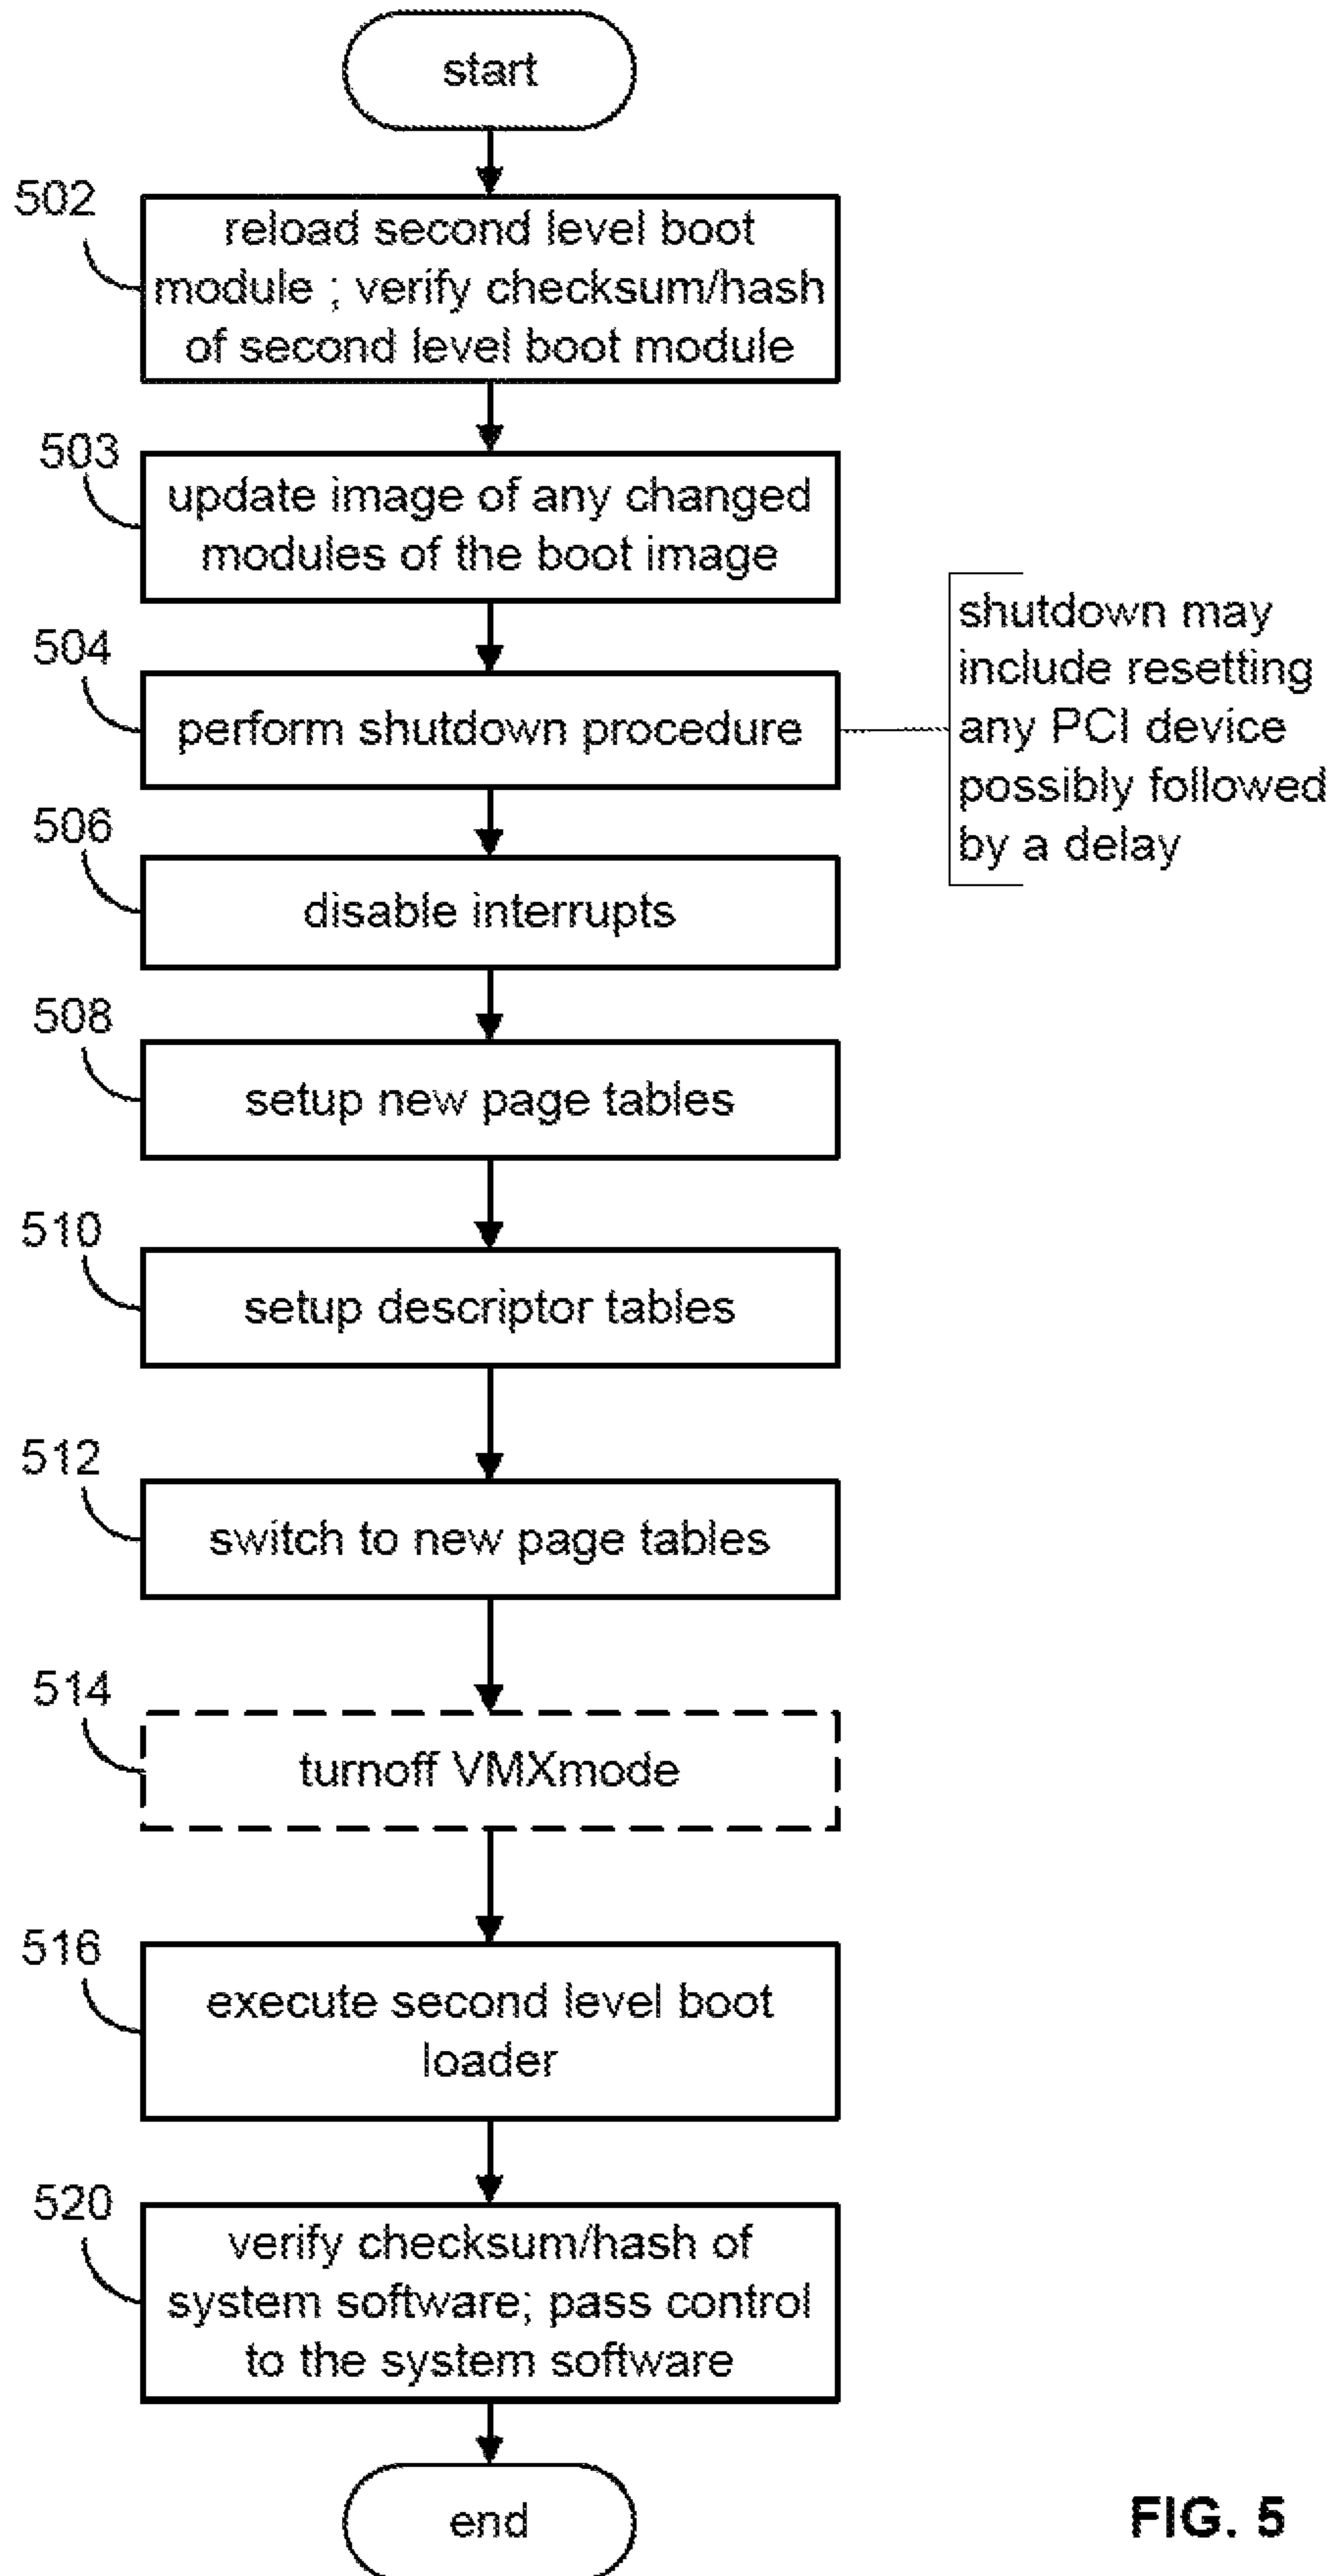 start
502
reload second level boot
module ; verify checksum/hash
of second level boot module
503
update image of any changed
modules of the boot image
504
perform shutdown procedure
shutdown may
include resetting
any PCI device
possibly followed
by a delay
506
disable interrupts
508
setup new page tables
510
setup descriptor tables
512
switch to new page tables
514
turnoff VMXmode
516
execute second level boot
loader
520
verify checksum/hash of
system software; pass control
to the system software
end
FIG. 5